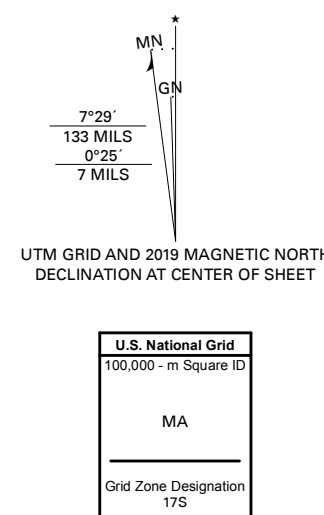 ★
MN
GN
7°29´
133 MILS
0°25´
7 MILS
UTM GRID AND 2019 MAGNETIC NORTH
DECLINATION AT CENTER OF SHEET
U.S. National Grid
100,000 - m Square ID
MA
Grid Zone Designation
17S